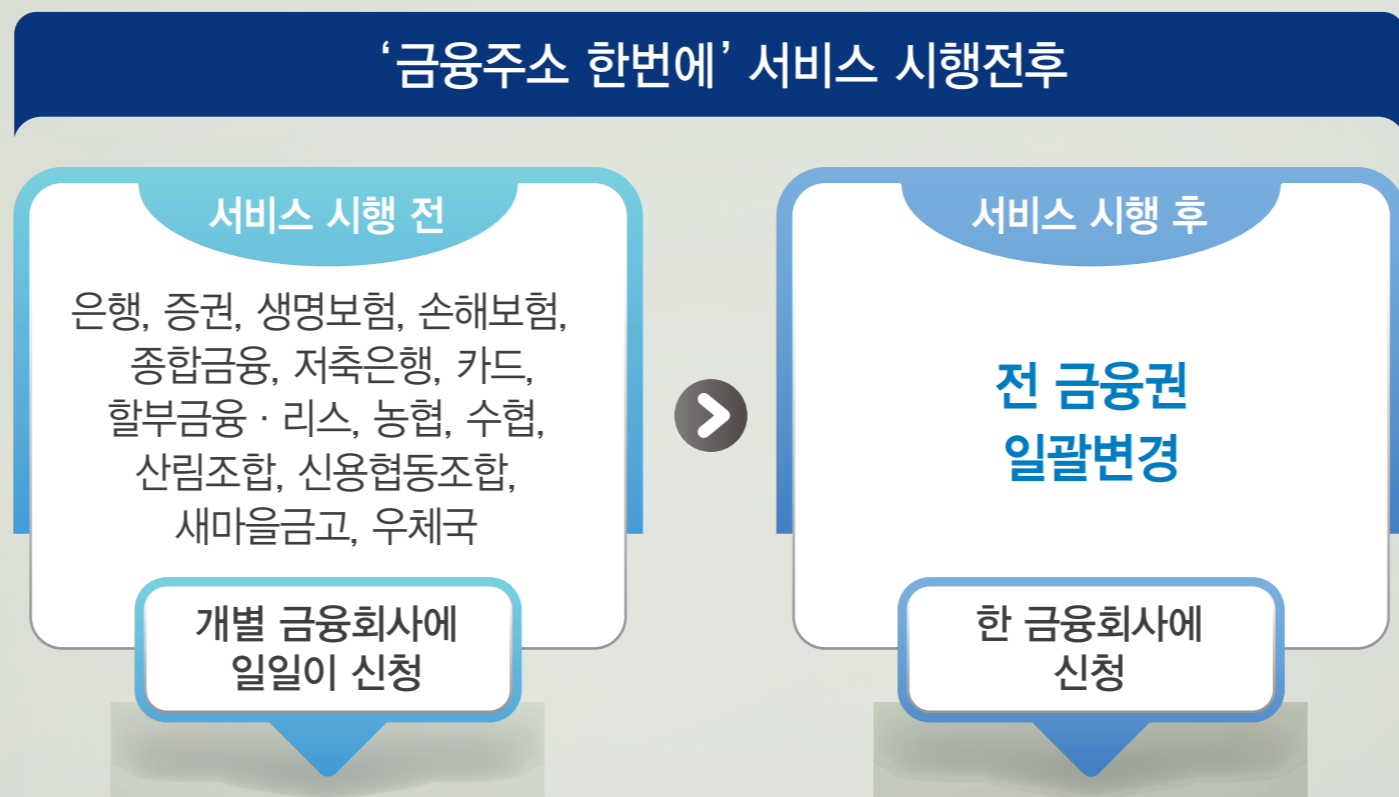 ‘금융주소 한번에’ 서비스 시행전후
서비스 시행 전
은행, 증권, 생명보험, 손해보험,
종합금융, 저축은행, 카드,
할부금융 · 리스, 농협, 수협,
산림조합, 신용협동조합,
새마을금고, 우체국
개별 금융회사에
일일이 신청
서비스 시행 후
전 금융권
일괄변경
한 금융회사에
신청